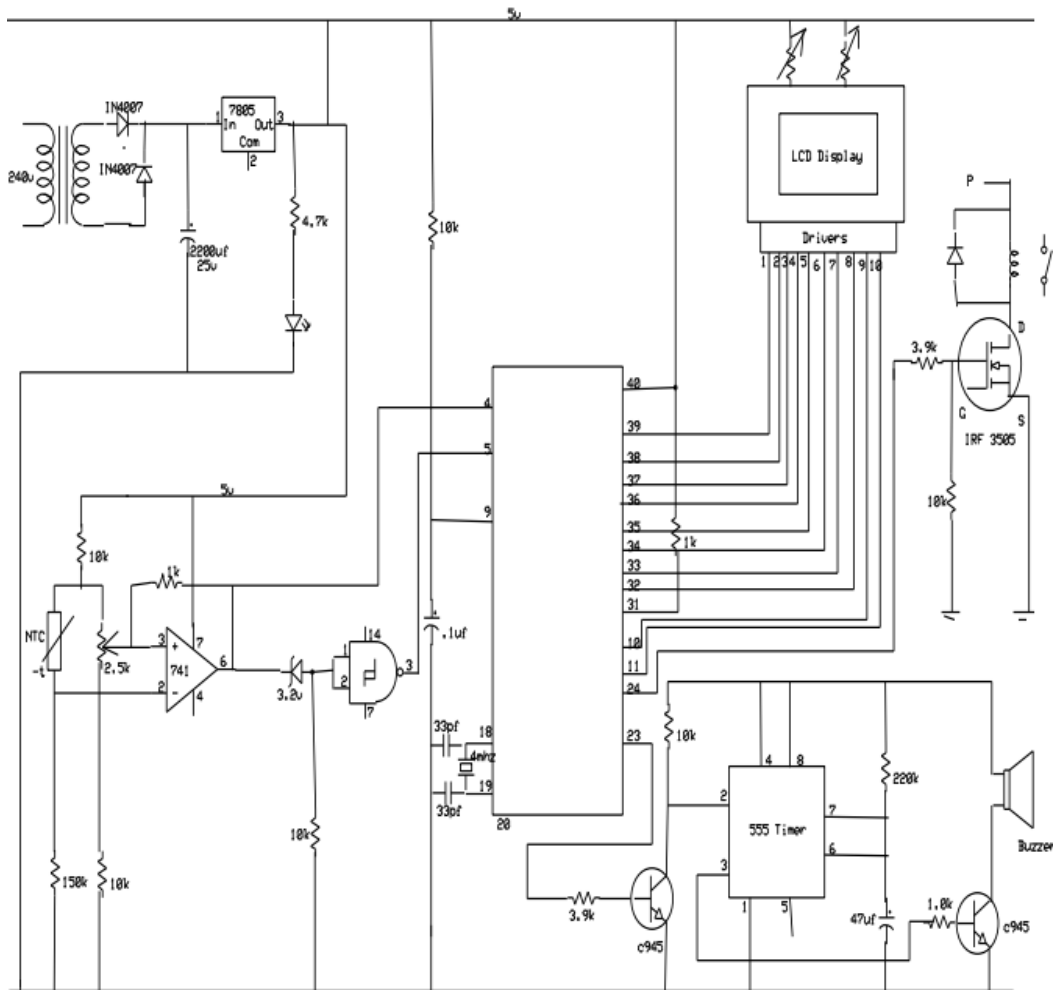 5v
IN4007
7805
1
3
In
Out
Com
2
240v
IN4007
4.7k
2200uf
25v
10k
LCD Display
Drivers
1 2 3 4 5 6 7 8 9 10
P
D
3.9k
G
S
IRF 3505
10k
40
4
39
5
38
37
36
9
35
34
33
32
31
1k
10
11
24
18
23
19
20
5v
10k
1k
NTC
-t
2.5k
3
+
7
741
6
2
-
4
3.2v
14
1
2
3
7
.1uf
33pf
4mhz
33pf
10k
150k
10k
10k
4
8
220k
2
7
555 Timer
6
3
1
5
Buzzer
3.9k
c945
47uf
1.0k
c945